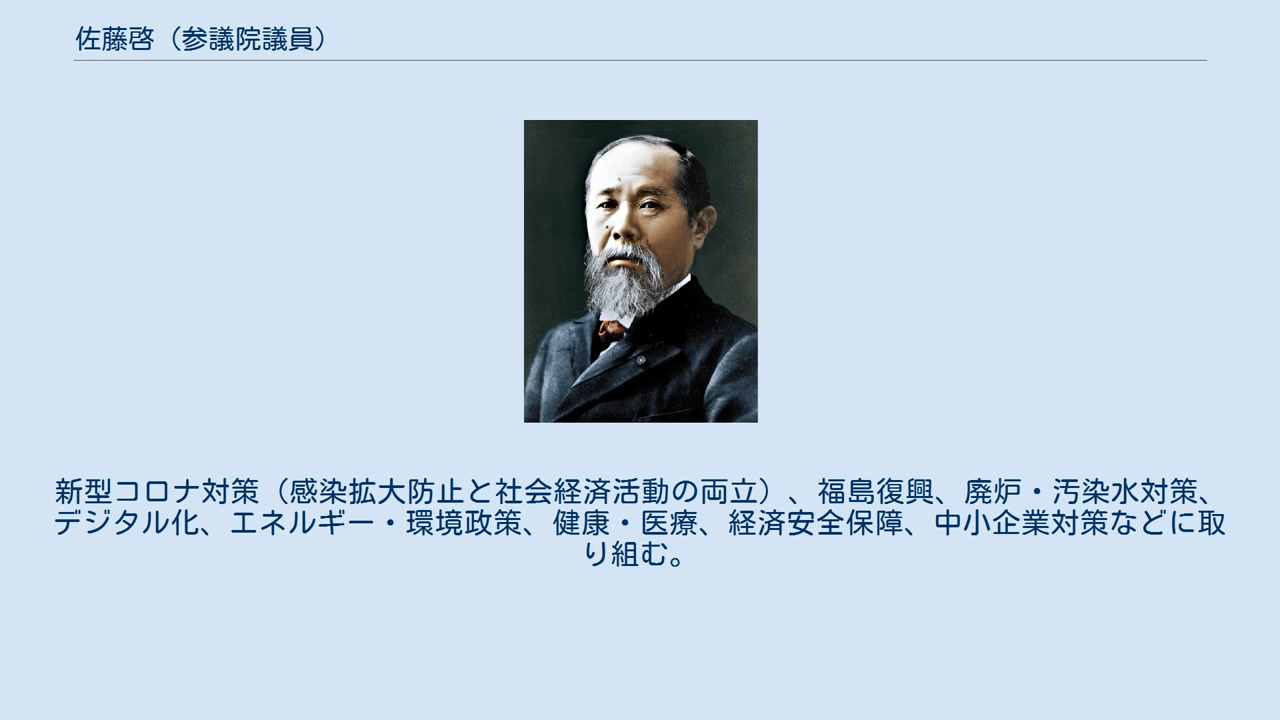 佐藤啓（参議院議員）
新型コロナ対策（感染拡大防止と社会経済活動の両立）、福島復興、廃炉・汚染水対策、
デジタル化、エネルギー・環境政策、健康・医療、経済安全保障、中小企業対策などに取
り組む。